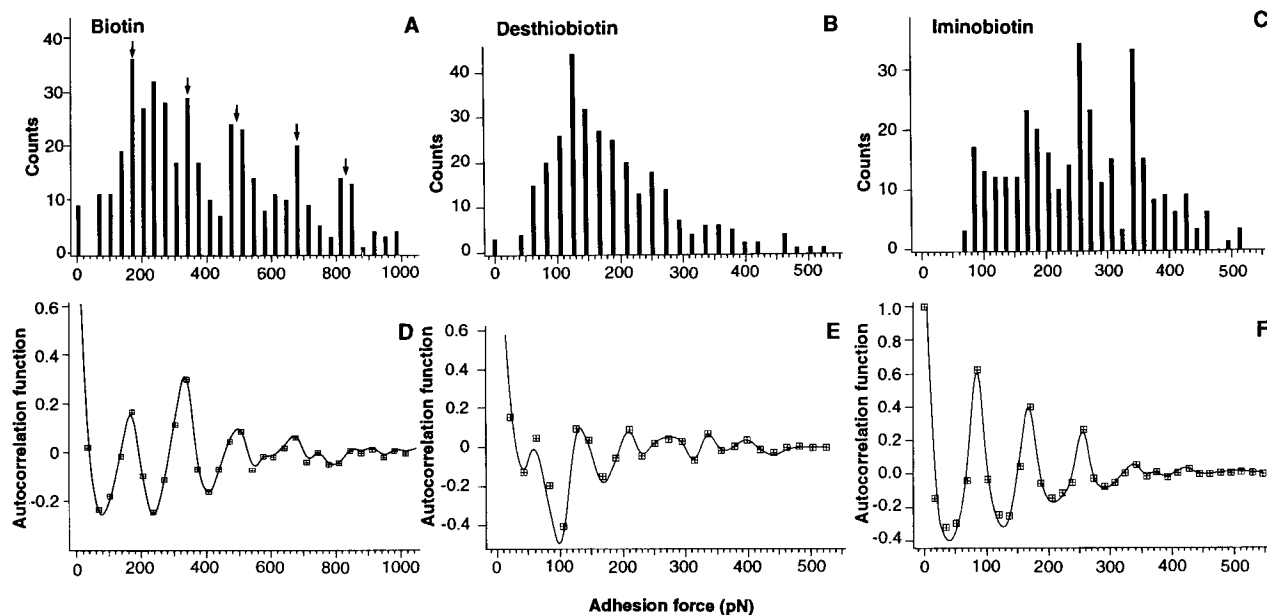 Biotin
A
Counts
40
30
20
10
0
0 200 400 600 800 1000
Desthiobiotin
B
Counts
40
30
20
10
0
0 100 200 300 400 500
Iminobiotin
C
Counts
30
20
10
0
0 100 200 300 400 500
D
Autocorrelation function
0.6
0.4
0.2
0
-0.2
0 200 400 600 800 1000
E
Autocorrelation function
0.6
0.4
0.2
0
-0.2
-0.4
0 100 200 300 400 500
F
Autocorrelation function
1.0
0.8
0.6
0.4
0.2
0
-0.2
-0.4
0 100 200 300 400 500
Adhesion force (pN)